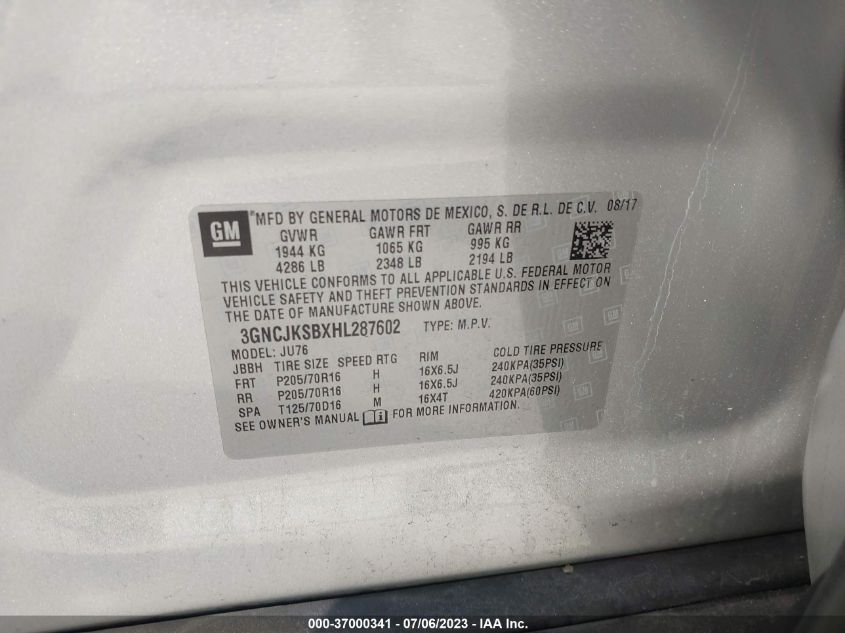 GM
®MFD BY GENERAL MOTORS DE MEXICO, S. DE R.L. DE C.V. 08/17
GVWR GAWR FRT GAWR RR
1944 KG 1065 KG 995 KG
4286 LB 2348 LB 2194 LB
THIS VEHICLE CONFORMS TO ALL APPLICABLE U.S. FEDERAL MOTOR
VEHICLE SAFETY AND THEFT PREVENTION STANDARDS IN EFFECT ON
THE DATE OF MANUFACTURE SHOWN ABOVE.
3GNCJKSBXHL287602 TYPE: M.P.V.
MODEL: JU76
JBBH TIRE SIZE SPEED RTG RIM COLD TIRE PRESSURE
FRT P205/70R16 H 16X6.5J 240KPA(35PSI)
RR P205/70R16 H 16X6.5J 240KPA(35PSI)
SPA T125/70D16 M 16X4T 420KPA(60PSI)
SEE OWNER'S MANUAL FOR MORE INFORMATION.
000-37000341 - 07/06/2023 - IAA Inc.